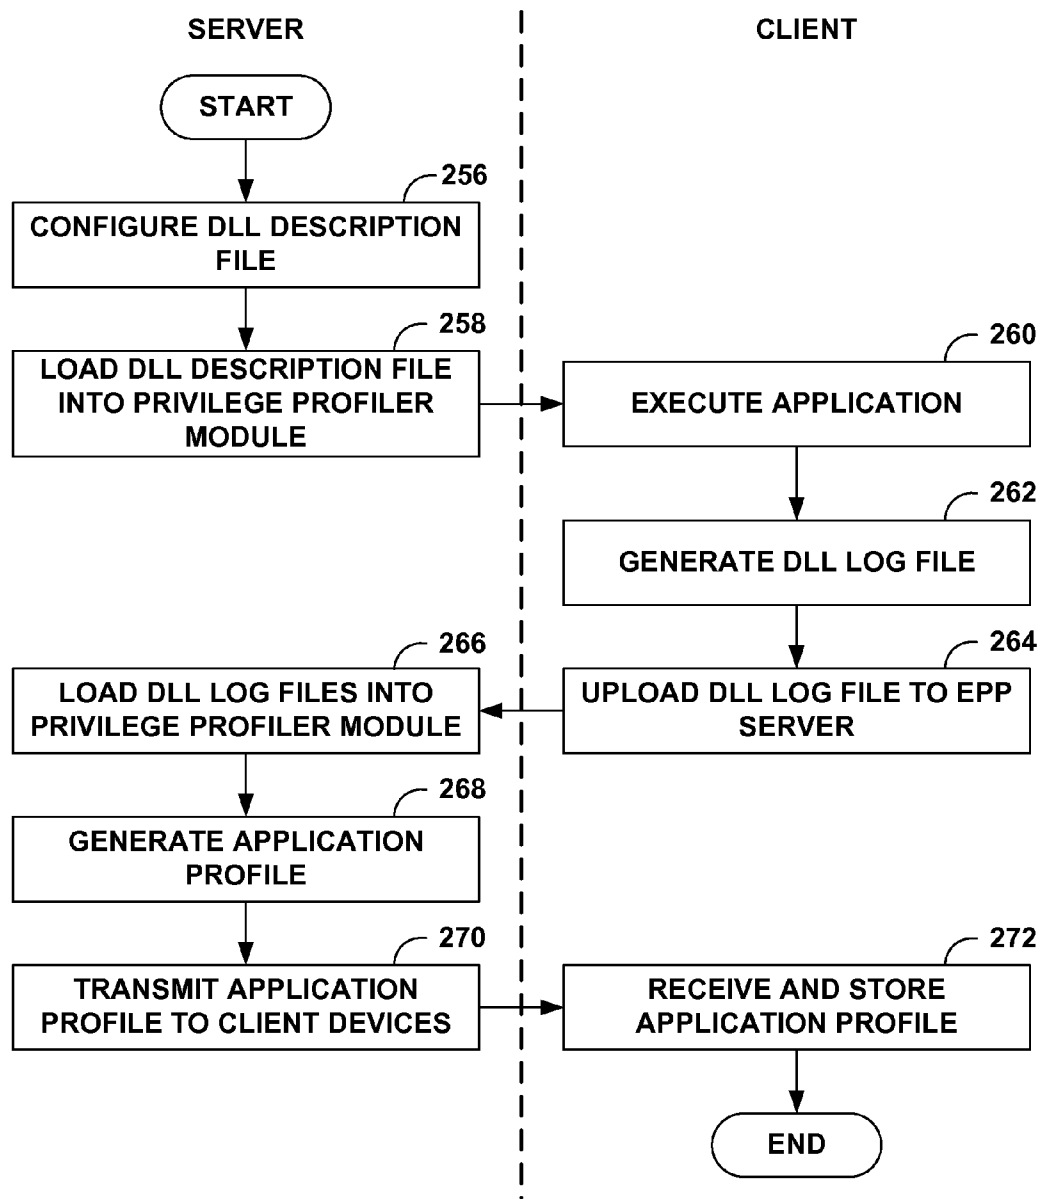 SERVER
CLIENT
START
256
CONFIGURE DLL DESCRIPTION
FILE
258
LOAD DLL DESCRIPTION FILE
INTO PRIVILEGE PROFILER
MODULE
260
EXECUTE APPLICATION
262
GENERATE DLL LOG FILE
264
UPLOAD DLL LOG FILE TO EPP
SERVER
266
LOAD DLL LOG FILES INTO
PRIVILEGE PROFILER MODULE
268
GENERATE APPLICATION
PROFILE
270
TRANSMIT APPLICATION
PROFILE TO CLIENT DEVICES
272
RECEIVE AND STORE
APPLICATION PROFILE
END